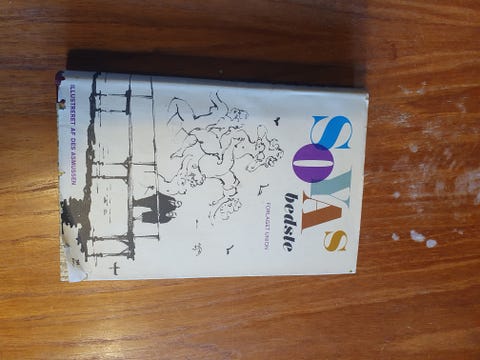 SOYAS
bedste
FORLAGET UNION
ILLUSTRERET AF DES ASMUSSEN